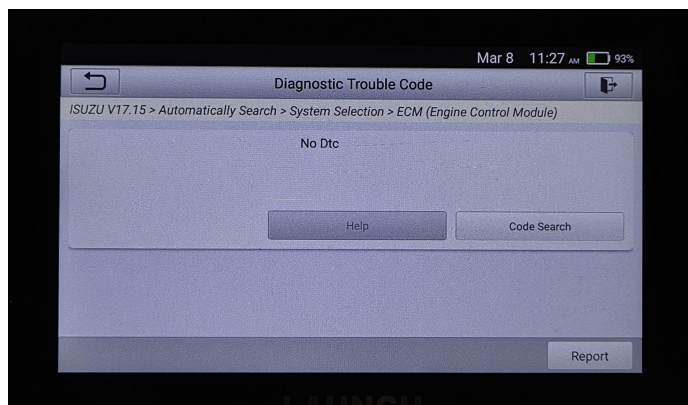 Mar 8 11:27 AM 93%
Diagnostic Trouble Code
ISUZU V17.15 > Automatically Search > System Selection > ECM (Engine Control Module)
No Dtc
Help Code Search
Report
LAUNCH